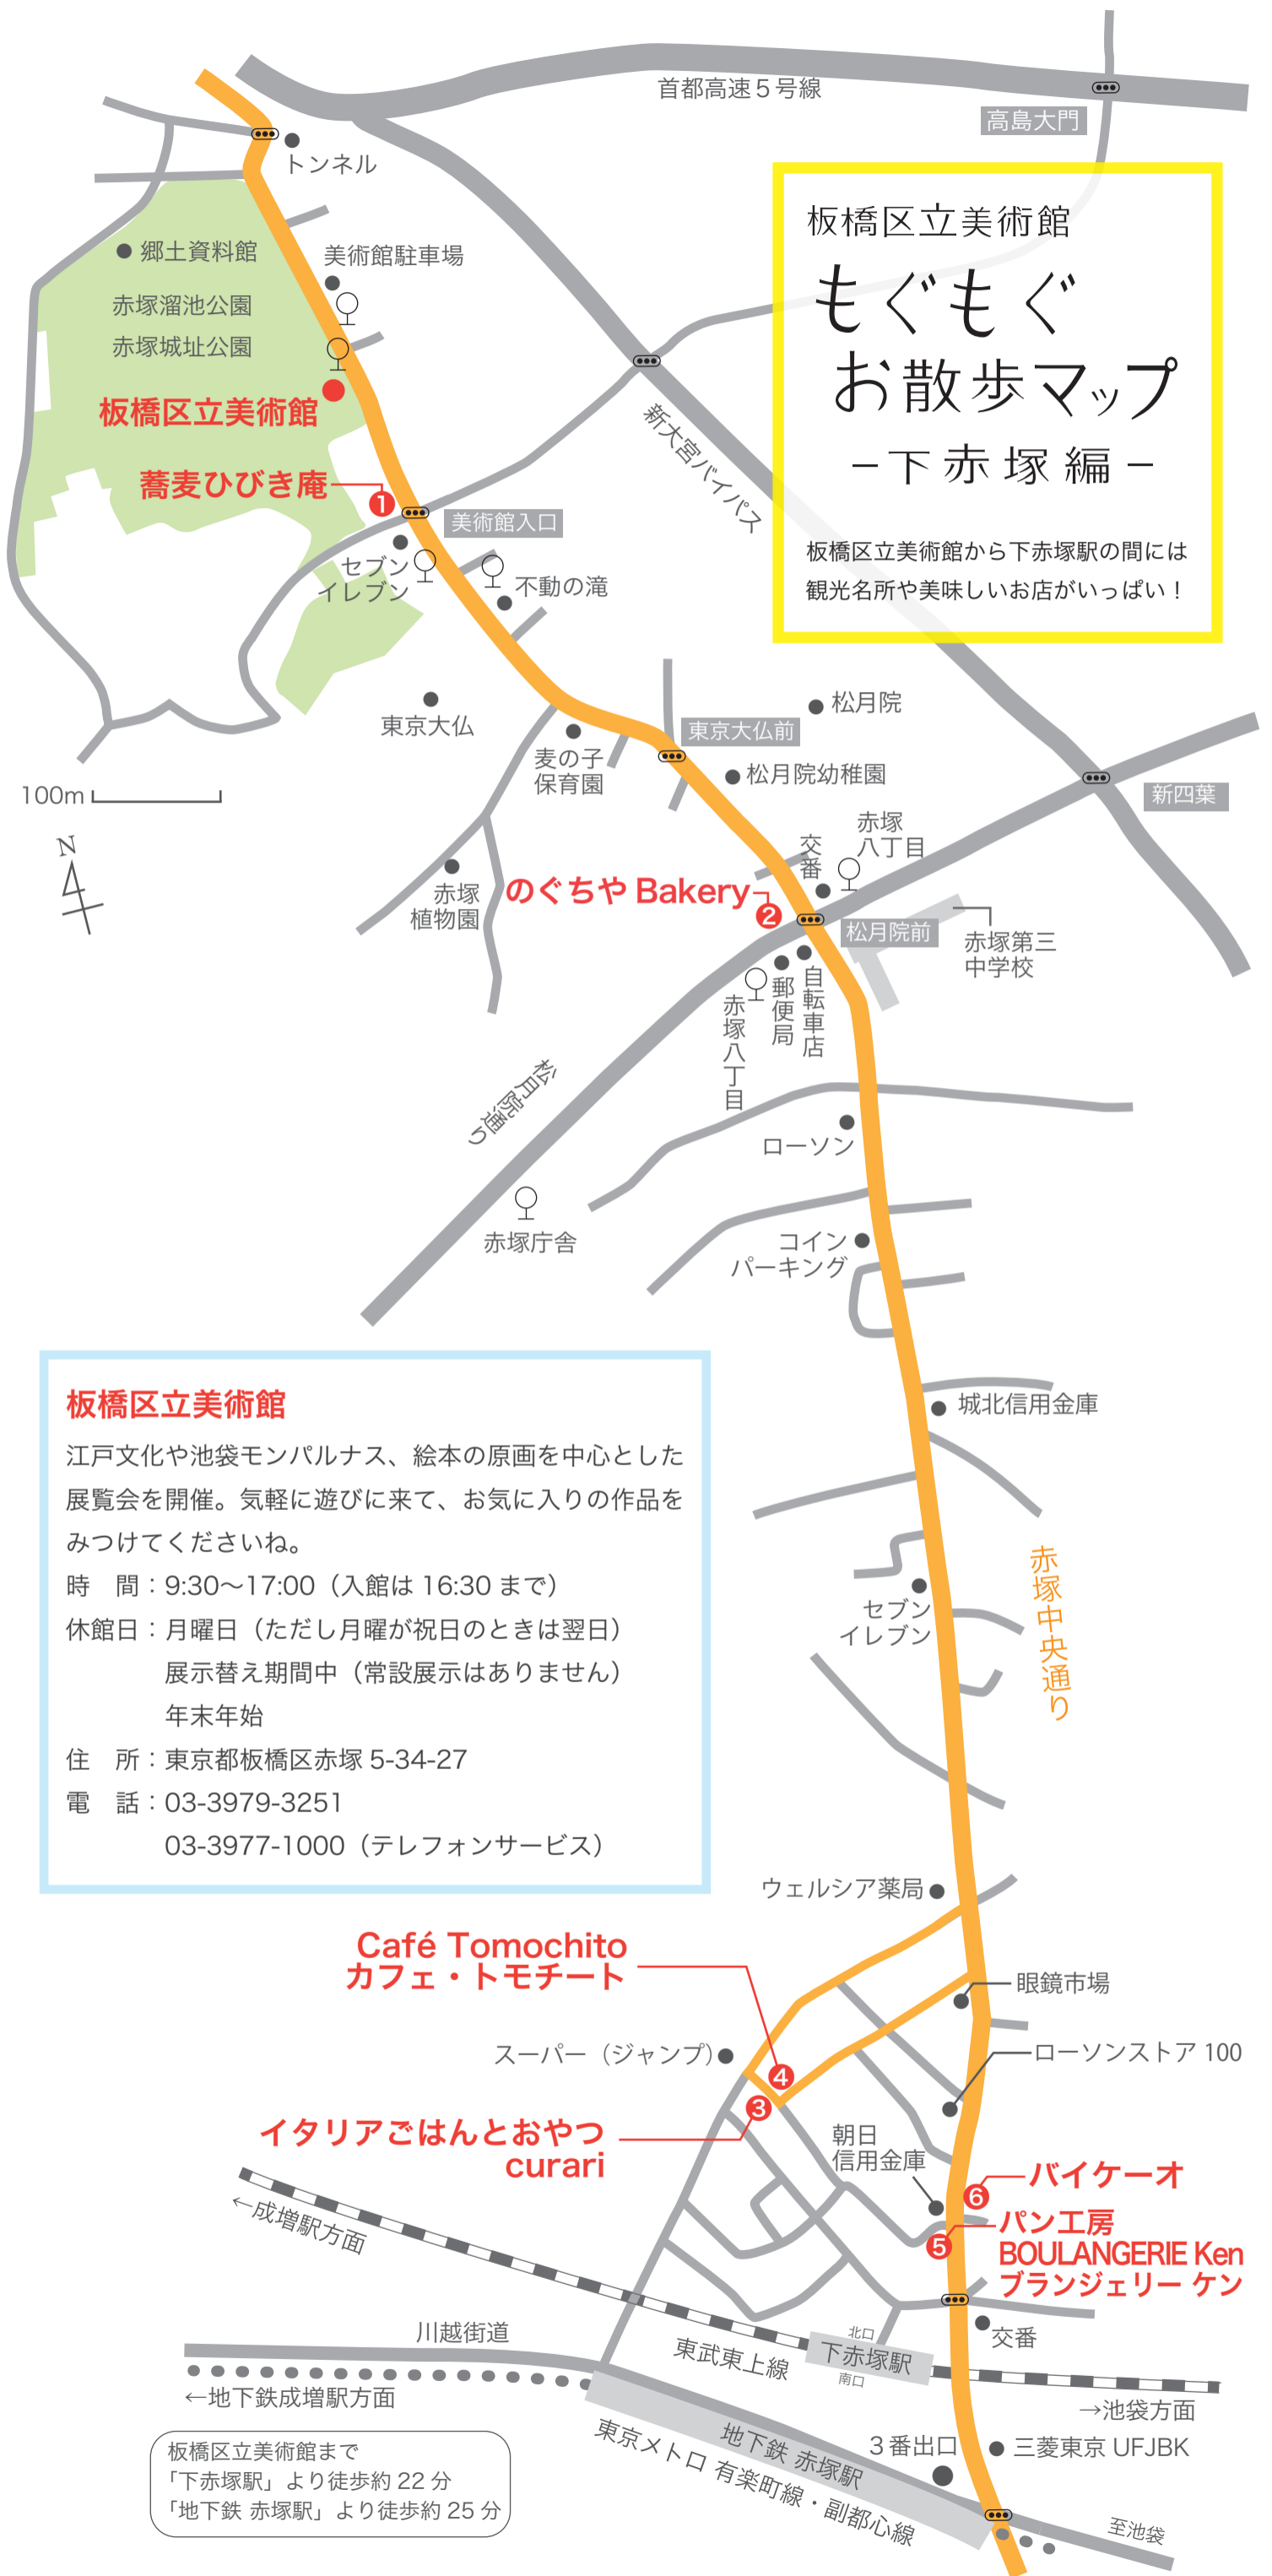 首都高速５号線
高島大門
トンネル
板橋区立美術館
もぐもぐ
お散歩マップ
－下赤塚編－
板橋区立美術館から下赤塚駅の間には
観光名所や美味しいお店がいっぱい！
郷土資料館
美術館駐車場
赤塚溜池公園
赤塚城址公園
板橋区立美術館
新大宮バイパス
蕎麦ひびき庵
1
美術館入口
セブン
イレブン
不動の滝
東京大仏
松月院
東京大仏前
麦の子
保育園
松月院幼稚園
新四葉
100m
N
赤塚
八丁目
交番
赤塚
植物園
のぐちや Bakery
2
松月院前
赤塚第三
中学校
自転車店
郵便局
赤塚八丁目
松月院通り
ローソン
赤塚庁舎
コイン
パーキング
板橋区立美術館
江戸文化や池袋モンパルナス、絵本の原画を中心とした
展覧会を開催。気軽に遊びに来て、お気に入りの作品を
みつけてくださいね。
時　間：9:30〜17:00（入館は 16:30 まで）
休館日：月曜日（ただし月曜が祝日のときは翌日）
展示替え期間中（常設展示はありません）
年末年始
住　所：東京都板橋区赤塚 5-34-27
電　話：03-3979-3251
03-3977-1000（テレフォンサービス）
城北信用金庫
赤塚中央通り
セブン
イレブン
ウェルシア薬局
Café Tomochito
カフェ・トモチート
眼鏡市場
スーパー（ジャンプ）
4
ローソンストア 100
3
イタリアごはんとおやつ
curari
朝日
信用金庫
バイケーオ
6
パン工房
BOULANGERIE Ken
ブランジェリー ケン
5
←成増駅方面
川越街道
東武東上線
北口
下赤塚駅
南口
交番
←地下鉄成増駅方面
→池袋方面
地下鉄 赤塚駅
東京メトロ 有楽町線・副都心線
３番出口
三菱東京 UFJBK
至池袋
板橋区立美術館まで
「下赤塚駅」より徒歩約 22 分
「地下鉄 赤塚駅」より徒歩約 25 分